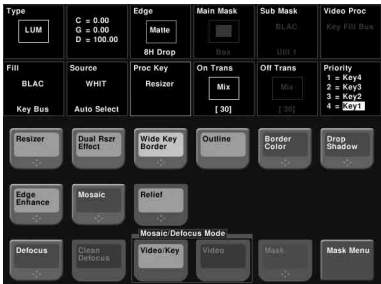 Type
Edge
Main Mask
Sub Mask
Video Proc
LUM
C = 0.00
G = 0.00
D = 100.00
Matte
BLAC
Key Fill Bus
8H Drop
Box
Util 1
Fill
Source
Proc Key
On Trans
Off Trans
Priority
BLAC
WHIT
Resizer
Mix
Mix
1 = Key4
2 = Key3
3 = Key2
4 = Key1
Key Bus
Auto Select
[ 30]
[ 30]
Resizer
Dual Rszr
Effect
Wide Key
Border
Outline
Border
Color
Drop
Shadow
Edge
Enhance
Mosaic
Relief
Mosaic/Defocus Mode
Defocus
Clean
Defocus
Video/Key
Video
Mask
Mask Menu